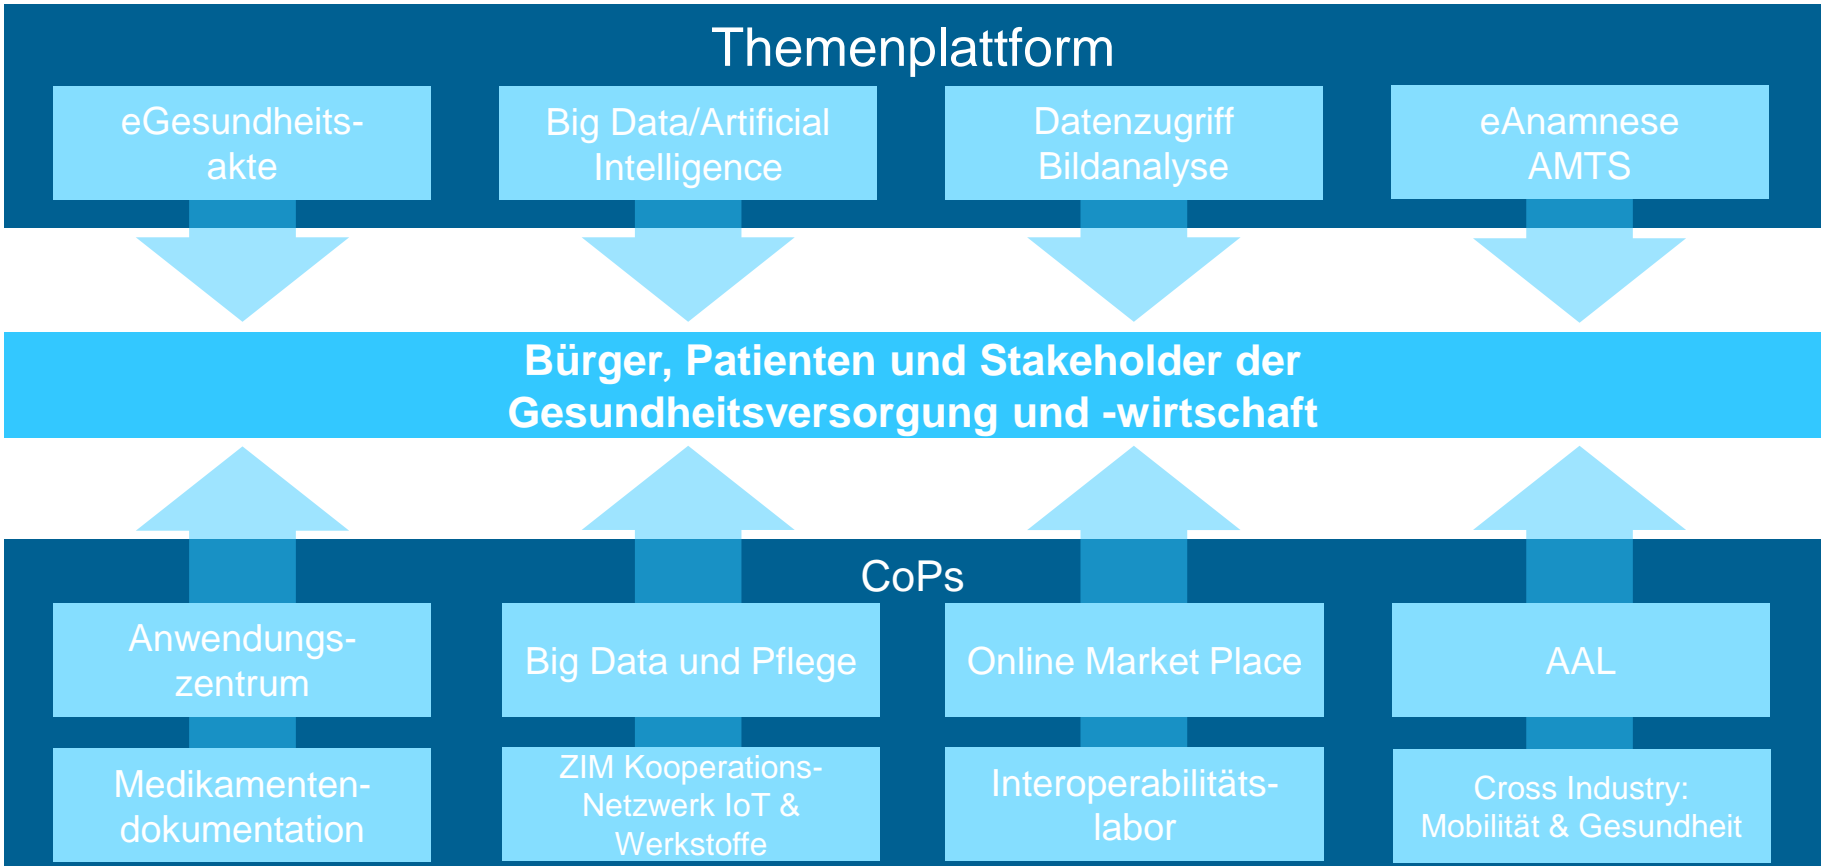 Themenplattform
eGesundheits-
akte
Big Data/Artificial
Intelligence
Datenzugriff
Bildanalyse
eAnamnese
AMTS
Bürger, Patienten und Stakeholder der
Gesundheitsversorgung und -wirtschaft
CoPs
Anwendungs-
zentrum
Big Data und Pflege
Online Market Place
AAL
Medikamenten-
dokumentation
ZIM Kooperations-
Netzwerk IoT &
Werkstoffe
Interoperabilitäts-
labor
Cross Industry:
Mobilität & Gesundheit